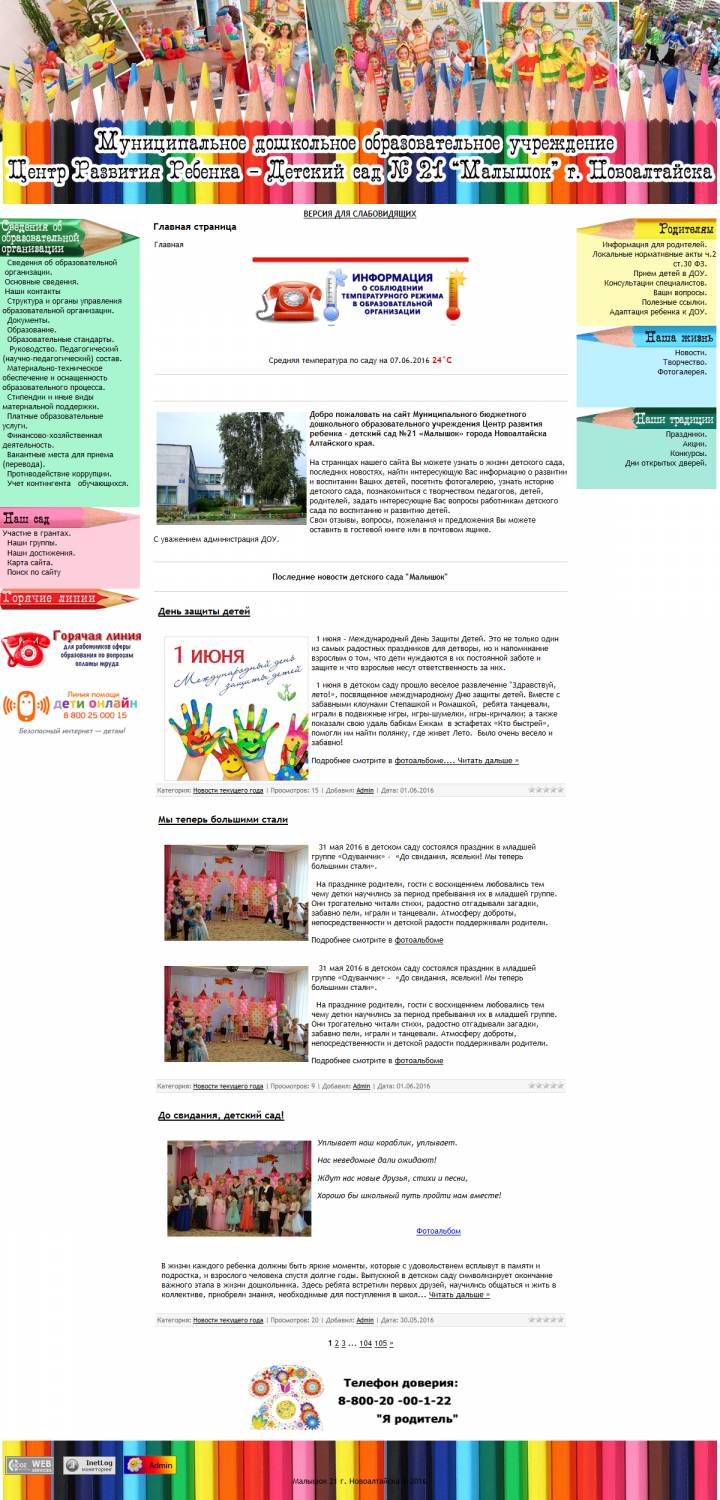 Муниципальное дошкольное образовательное учреждение
Центр Развития Ребенка – Детский сад № 21 “Малышок” г. Новоалтайска
ВЕРСИЯ ДЛЯ СЛАБОВИДЯЩИХ
Сведения об
образовательной
организации
Сведения об образовательной
организации.
Основные сведения.
Наши контакты
Структура и органы управления
образовательной организации.
Документы.
Образование.
Образовательные стандарты.
Руководство. Педагогический
(научно-педагогический) состав.
Материально-техническое
обеспечение и оснащенность
образовательного процесса.
Стипендии и иные виды
материальной поддержки.
Платные образовательные
услуги.
Финансово-хозяйственная
деятельность.
Вакантные места для приема
(перевода).
Противодействие коррупции.
Учет контингента обучающихся.
Наш сад
Участие в грантах.
Наши группы.
Наши достижения.
Карта сайта.
Поиск по сайту
Горячие линии
Горячая линия
для работников сферы
образования по вопросам
оплаты труда
Линия помощи
дети онлайн
8 800 25 000 15
Безопасный интернет — детям!
Главная страница
Главная
ИНФОРМАЦИЯ
О СОБЛЮДЕНИИ
ТЕМПЕРАТУРНОГО РЕЖИМА
В ОБРАЗОВАТЕЛЬНОЙ
ОРГАНИЗАЦИИ
Средняя температура по саду на 07.06.2016 24°C
Добро пожаловать на сайт Муниципального бюджетного
дошкольного образовательного учреждения Центр развития
ребенка - детский сад №21 «Малышок» города Новоалтайска
Алтайского края.
На страницах нашего сайта Вы можете узнать о жизни детского сада,
последних новостях, найти интересующую Вас информацию о развитии
и воспитании Ваших детей, посетить фотогалерею, узнать историю
детского сада, познакомиться с творчеством педагогов, детей,
родителей, задать интересующие Вас вопросы работникам детского
сада по воспитанию и развитию детей.
Свои отзывы, вопросы, пожелания и предложения Вы можете
оставить в гостевой книге или в почтовом ящике.
С уважением администрация ДОУ.
Последние новости детского сада "Малышок"
День защиты детей
1 ИЮНЯ
Международный день
защиты детей
1 июня - Международный День Защиты Детей. Это не только один
из самых радостных праздников для детворы, но и напоминание
взрослым о том, что дети нуждаются в их постоянной заботе и
защите и что взрослые несут ответственность за них.
1 июня в детском саду прошло веселое развлечение "Здравствуй,
лето!», посвященное международному Дню защиты детей. Вместе с
забавными клоунами Степашкой и Ромашкой, ребята танцевали,
играли в подвижные игры, игры-шумелки, игры-кричалки; а также
показали свою удаль бабкам Ежкам в эстафетах «Кто быстрей»,
помогли им найти полянку, где живет Лето. Было очень весело и
забавно!
Подробнее смотрите в фотоальбоме.... Читать дальше »
Категория: Новости текущего года | Просмотров: 15 | Добавил: Admin | Дата: 01.06.2016
Мы теперь большими стали
31 мая 2016 в детском саду состоялся праздник в младшей
группе «Одуванчик» - «До свидания, ясельки! Мы теперь
большими стали».
На празднике родители, гости с восхищением любовались тем
чему детки научились за период пребывания их в младшей группе.
Они трогательно читали стихи, радостно отгадывали загадки,
забавно пели, играли и танцевали. Атмосферу доброты,
непосредственности и детской радости поддерживали родители.
Подробнее смотрите в фотоальбоме
31 мая 2016 в детском саду состоялся праздник в младшей
группе «Одуванчик» - «До свидания, ясельки! Мы теперь
большими стали».
На празднике родители, гости с восхищением любовались тем
чему детки научились за период пребывания их в младшей группе.
Они трогательно читали стихи, радостно отгадывали загадки,
забавно пели, играли и танцевали. Атмосферу доброты,
непосредственности и детской радости поддерживали родители.
Подробнее смотрите в фотоальбоме
Категория: Новости текущего года | Просмотров: 9 | Добавил: Admin | Дата: 01.06.2016
До свидания, детский сад!
Уплывает наш кораблик, уплывает.
Нас неведомые дали ожидают!
Ждут нас новые друзья, стихи и песни,
Хорошо бы школьный путь пройти нам вместе!
Фотоальбом
В жизни каждого ребенка должны быть яркие моменты, которые с удовольствием всплывут в памяти и
подростка, и взрослого человека спустя долгие годы. Выпускной в детском саду символизирует окончание
важного этапа в жизни дошкольника. Здесь ребята встретили первых друзей, научились общаться и жить в
коллективе, приобрели знания, необходимые для поступления в школ... Читать дальше »
Категория: Новости текущего года | Просмотров: 20 | Добавил: Admin | Дата: 30.05.2016
1 2 3 ... 104 105 »
Телефон доверия:
8-800-20 -00-1-22
"Я родитель"
Родителям
Информация для родителей.
Локальные нормативные акты ч.2
ст.30 ФЗ.
Прием детей в ДОУ.
Консультации специалистов.
Ваши вопросы.
Полезные ссылки.
Адаптация ребенка к ДОУ.
Наша жизнь
Новости.
Творчество.
Фотогалерея.
Наши традиции
Праздники.
Акции.
Конкурсы.
Дни открытых дверей.
WEB
SERVICES
InetLog
мониторинг
Admin
Малышок 21 г. Новоалтайска © 2016